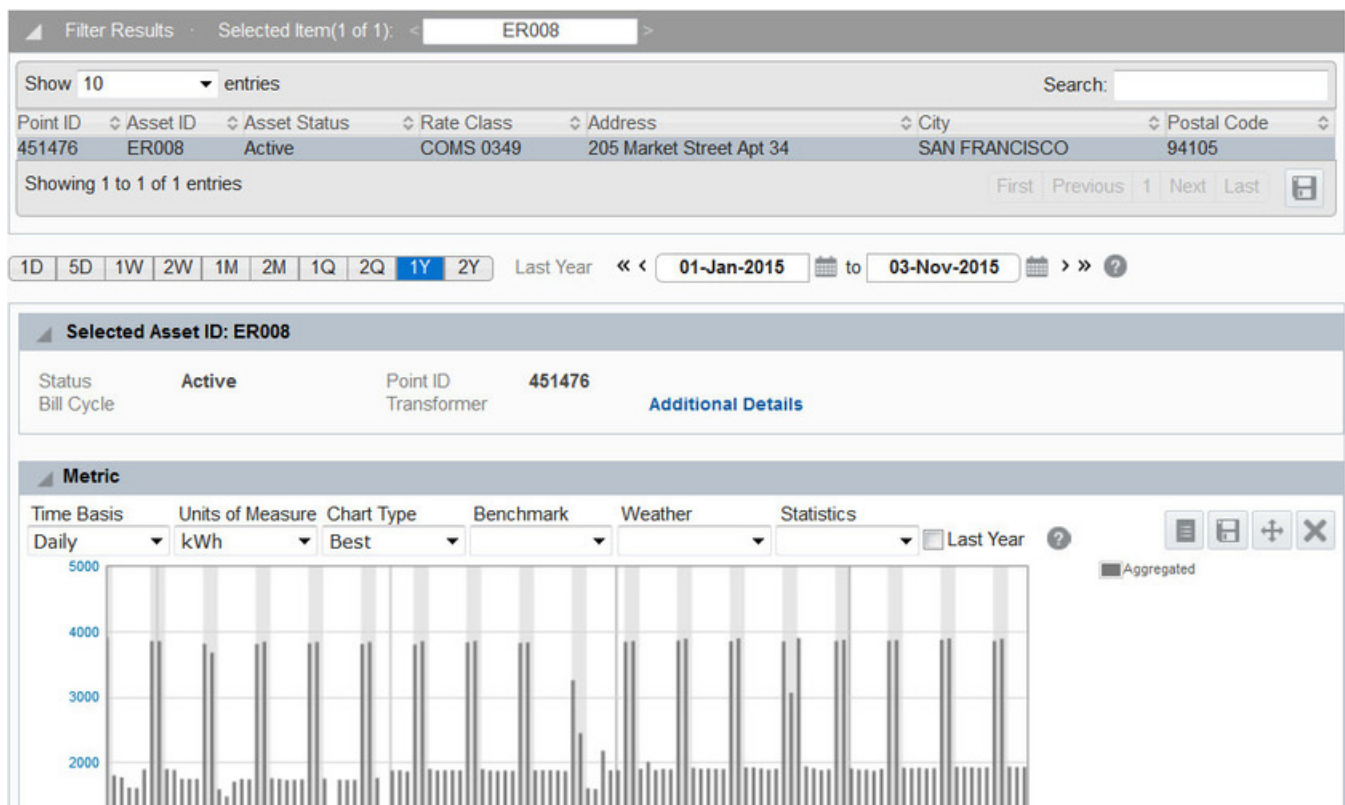 Filter Results · Selected Item(1 of 1): < ER008 >
Show 10 entries Search:
Point ID Asset ID Asset Status Rate Class Address City Postal Code
451476 ER008 Active COMS 0349 205 Market Street Apt 34 SAN FRANCISCO 94105
Showing 1 to 1 of 1 entries First Previous 1 Next Last
1D 5D 1W 2W 1M 2M 1Q 2Q 1Y 2Y Last Year « ‹ 01-Jan-2015 to 03-Nov-2015 › » ?
Selected Asset ID: ER008
Status Active Point ID 451476
Bill Cycle Transformer Additional Details
Metric
Time Basis Units of Measure Chart Type Benchmark Weather Statistics
Daily kWh Best Last Year ?
5000 Aggregated
4000
3000
2000